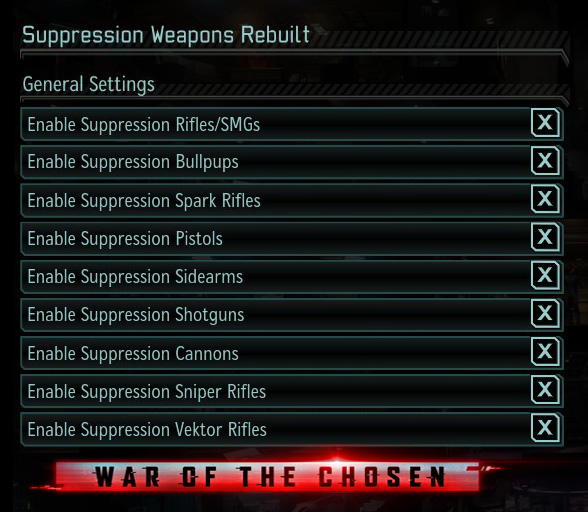 Suppression Weapons Rebuilt
General Settings
Enable Suppression Rifles/SMGs X
Enable Suppression Bullpups X
Enable Suppression Spark Rifles X
Enable Suppression Pistols X
Enable Suppression Sidearms X
Enable Suppression Shotguns X
Enable Suppression Cannons X
Enable Suppression Sniper Rifles X
Enable Suppression Vektor Rifles X
WAR OF THE CHOSEN